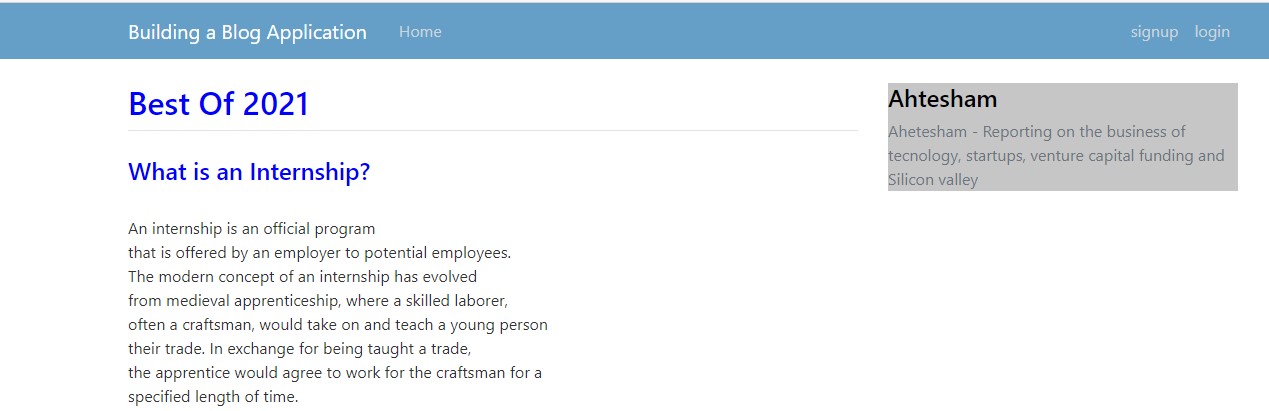 Building a Blog Application Home signup login
Best Of 2021
What is an Internship?
An internship is an official program
that is offered by an employer to potential employees.
The modern concept of an internship has evolved
from medieval apprenticeship, where a skilled laborer,
often a craftsman, would take on and teach a young person
their trade. In exchange for being taught a trade,
the apprentice would agree to work for the craftsman for a
specified length of time.
Ahtesham
Ahetesham - Reporting on the business of
tecnology, startups, venture capital funding and
Silicon valley